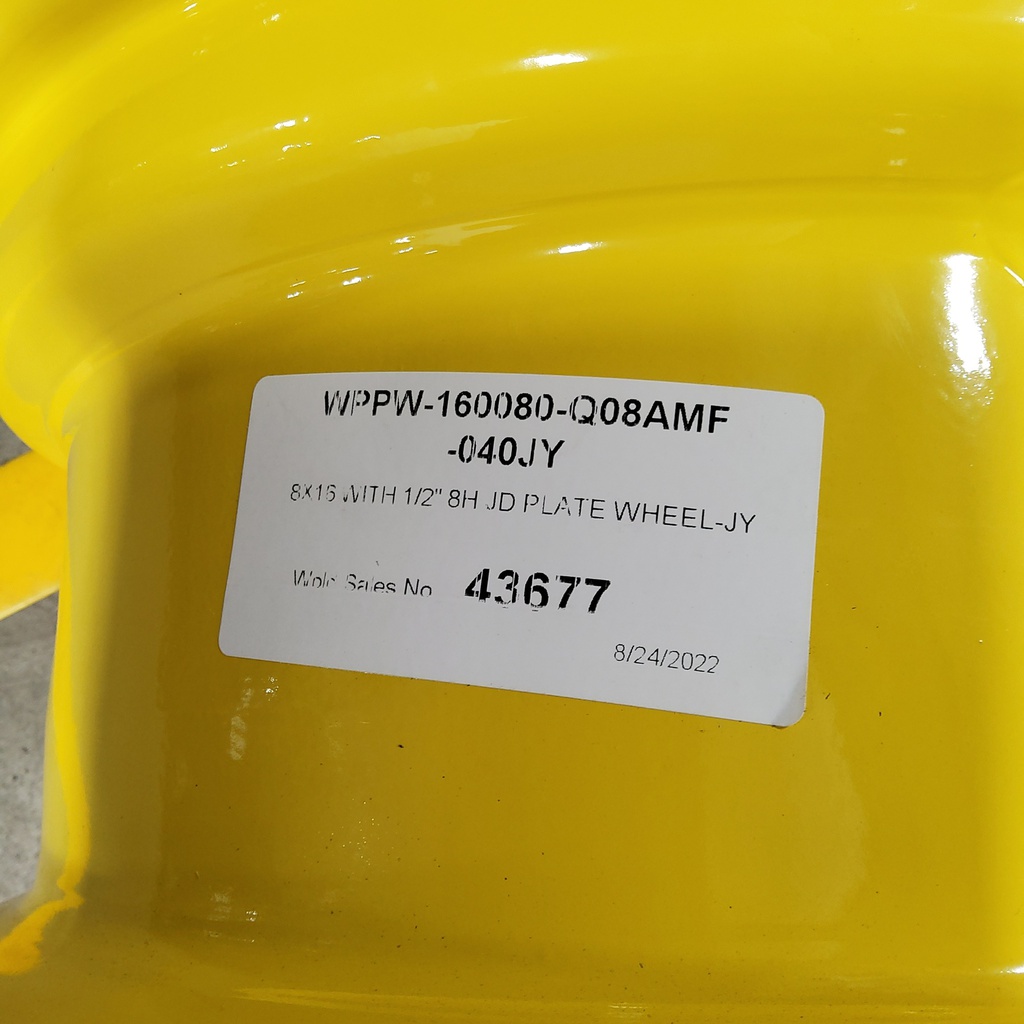 WPPW-160080-Q08AMF
-040JY
8X16 WITH 1/2" 8H JD PLATE WHEEL-JY
Sales No 43677
8/24/2022